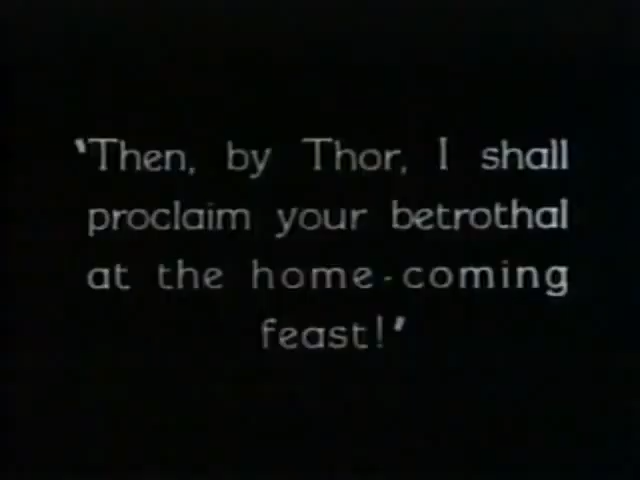 "Then, by Thor, I shall
proclaim your betrothal
at the home-coming
feast!"